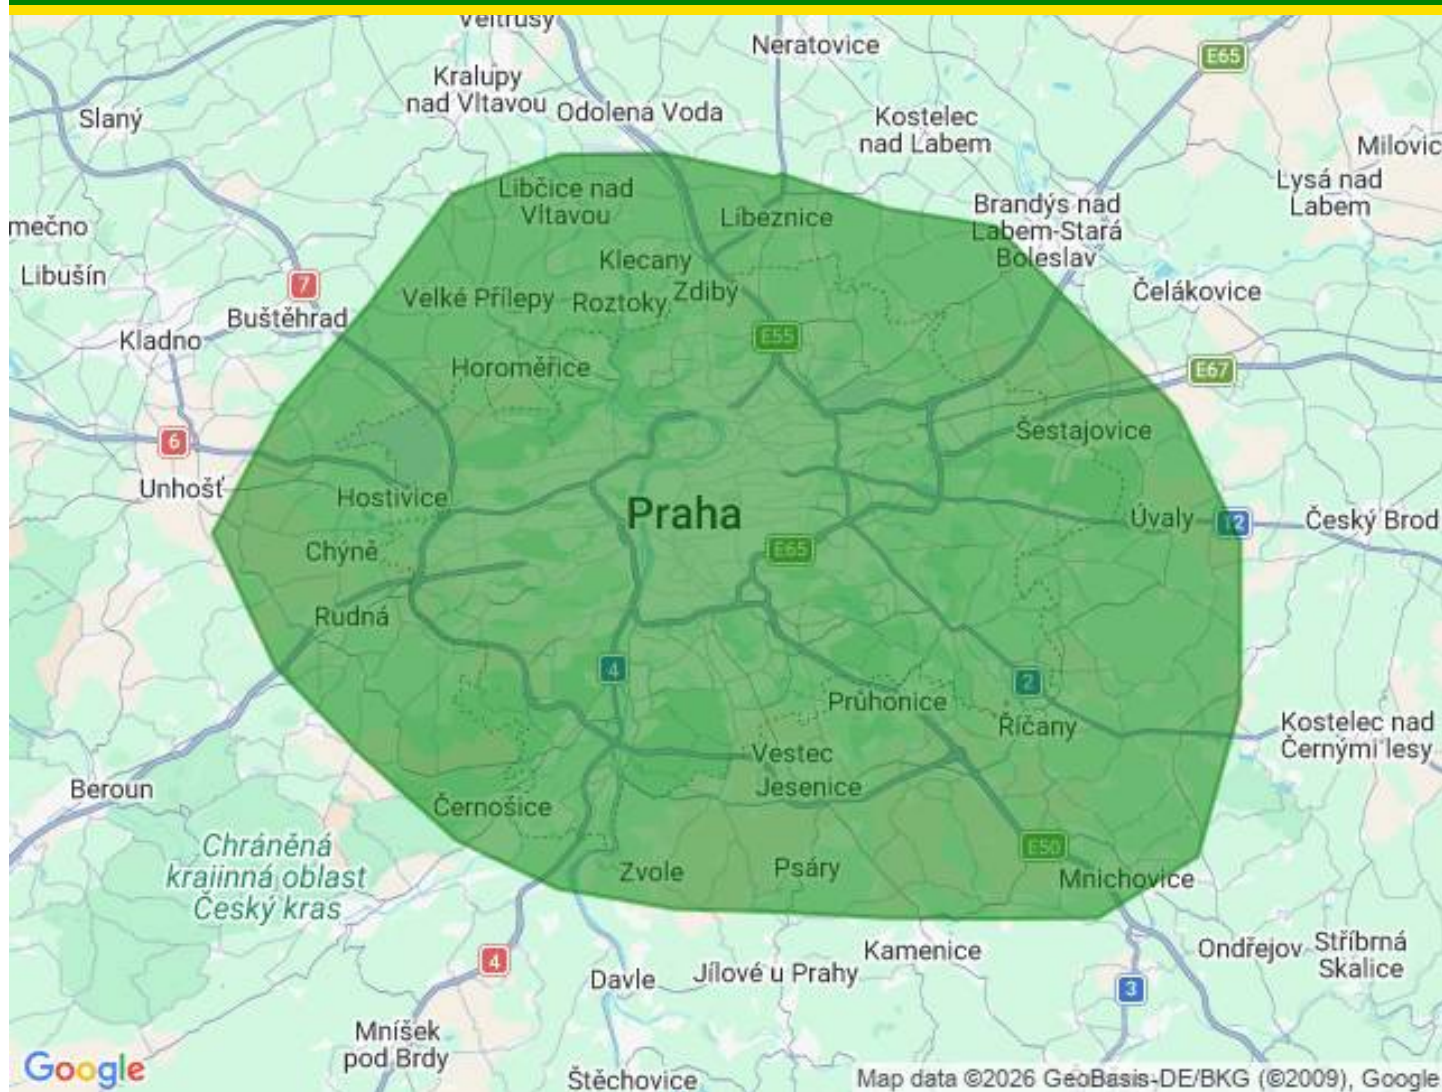 Veltrusy
Neratovice
E65
Kralupy
nad Vltavou
Odolena Voda
Slaný
Kostelec
nad Labem
Milovic
Lysá nad
Labem
Libčice nad
Vltavou
Líbeznice
Brandýs nad
Labem-Stará
Boleslav
mečno
Libušín
Klecany
7
Velké Přílepy
Roztoky
Zdiby
Čelákovice
Buštěhrad
Kladno
E55
Horoměřice
E67
6
Šestajovice
Unhošť
Hostivice
Praha
Úvaly
12
Český Brod
Chýně
E65
Rudná
4
2
Průhonice
Říčany
Kostelec nad
Černými lesy
Vestec
Jesenice
Beroun
Černošice
Chráněná
krajinná oblast
Český kras
E50
Zvole
Psáry
Mnichovice
Kamenice
Ondřejov
Stříbrná
Skalice
4
Davle
Jílové u Prahy
3
Mníšek
pod Brdy
Google
Štěchovice
Map data ©2026 GeoBasis-DE/BKG (©2009), Google